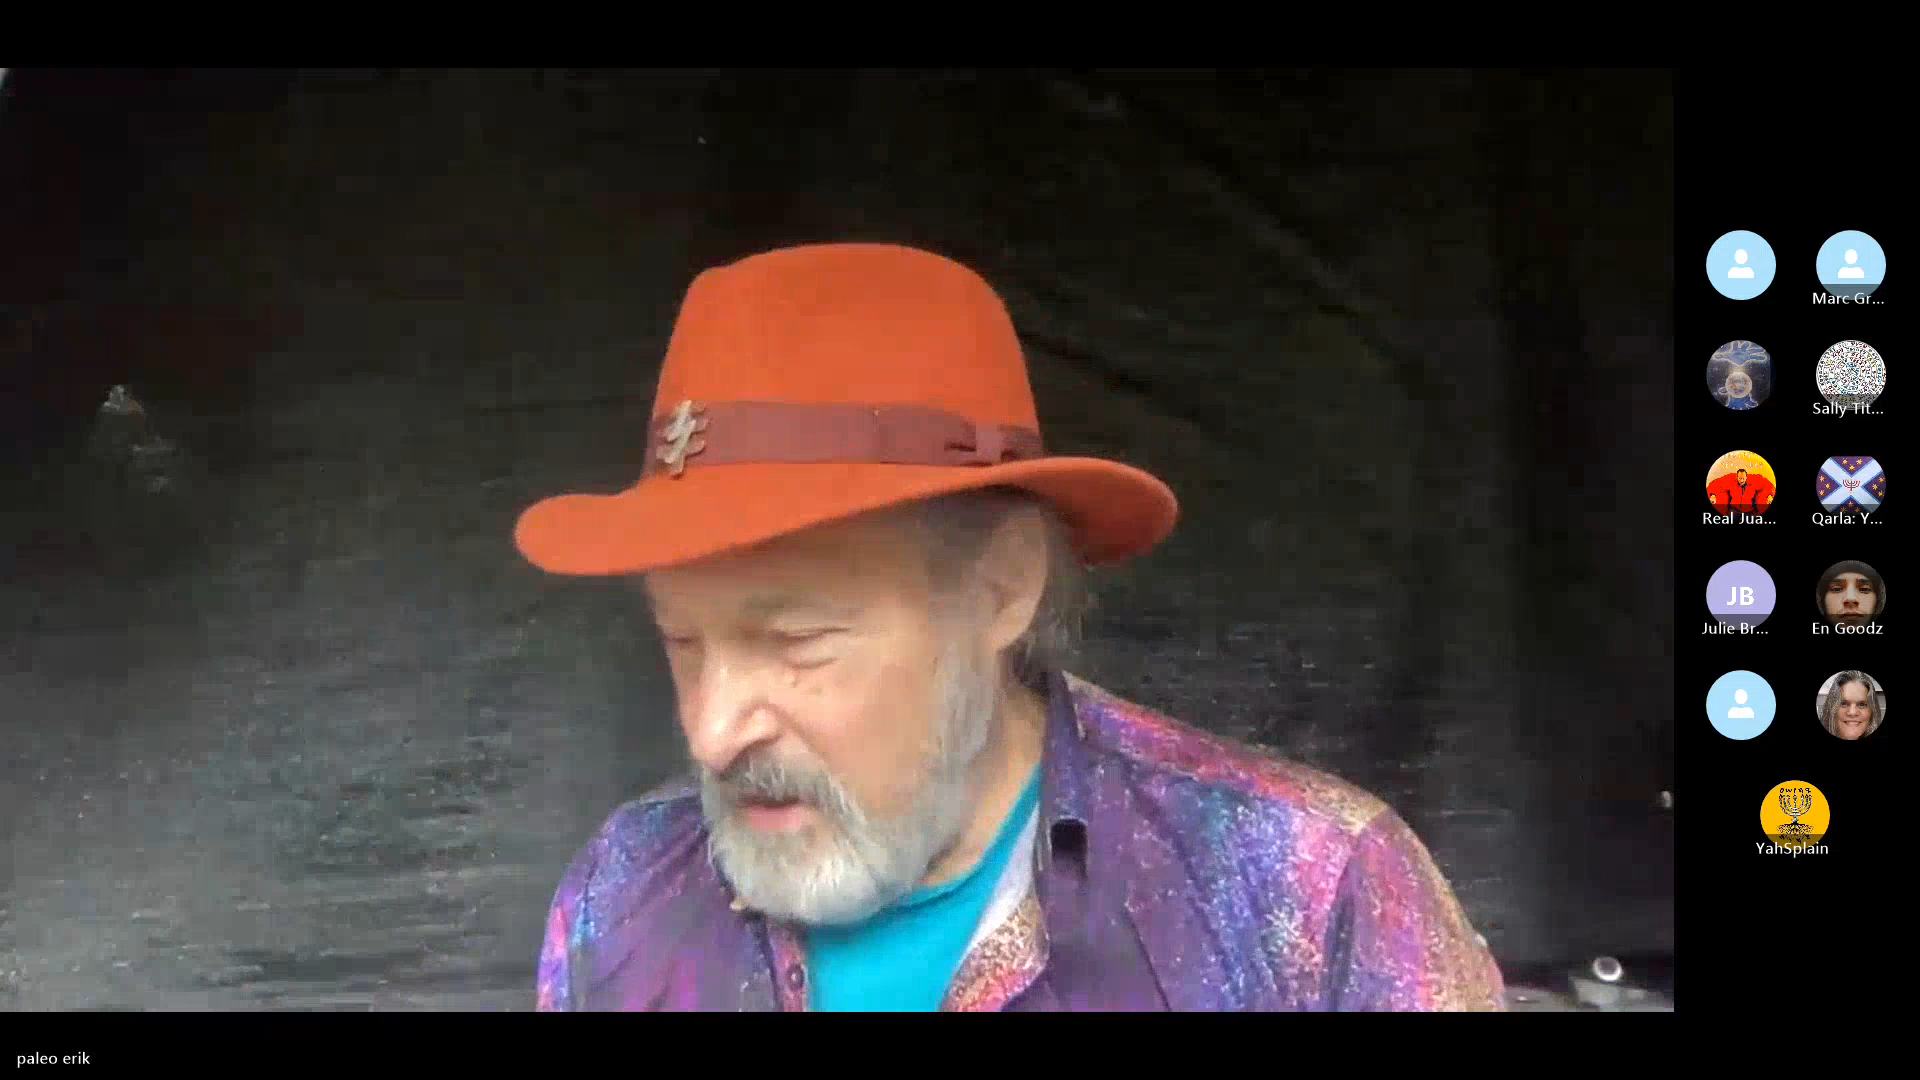 Marc Gr...
Sally Tit...
Real Jua...
Qarla: Y...
JB
Julie Br...
En Goodz
YahSplain
paleo erik